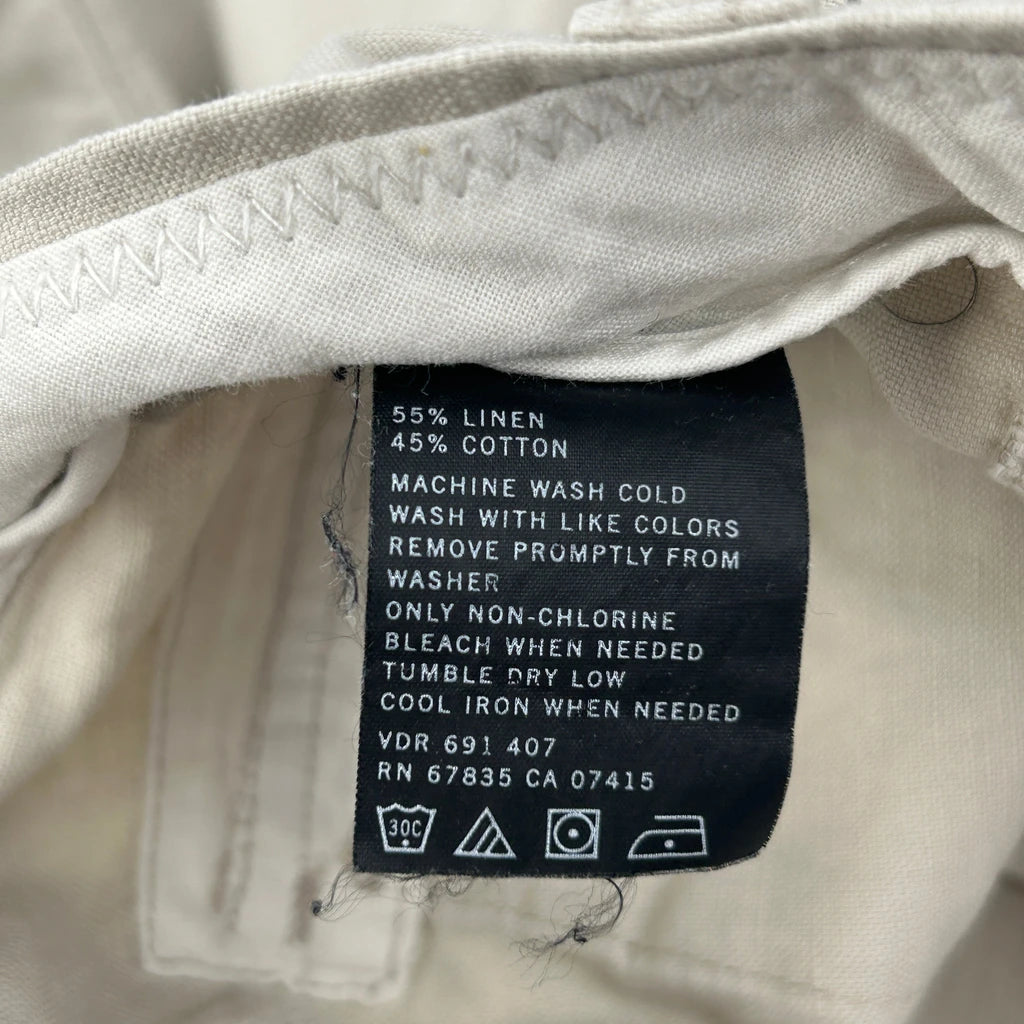 55% LINEN
45% COTTON
MACHINE WASH COLD
WASH WITH LIKE COLORS
REMOVE PROMPTLY FROM
WASHER
ONLY NON-CHLORINE
BLEACH WHEN NEEDED
TUMBLE DRY LOW
COOL IRON WHEN NEEDED
VDR 691 407
RN 67835 CA 07415
30C